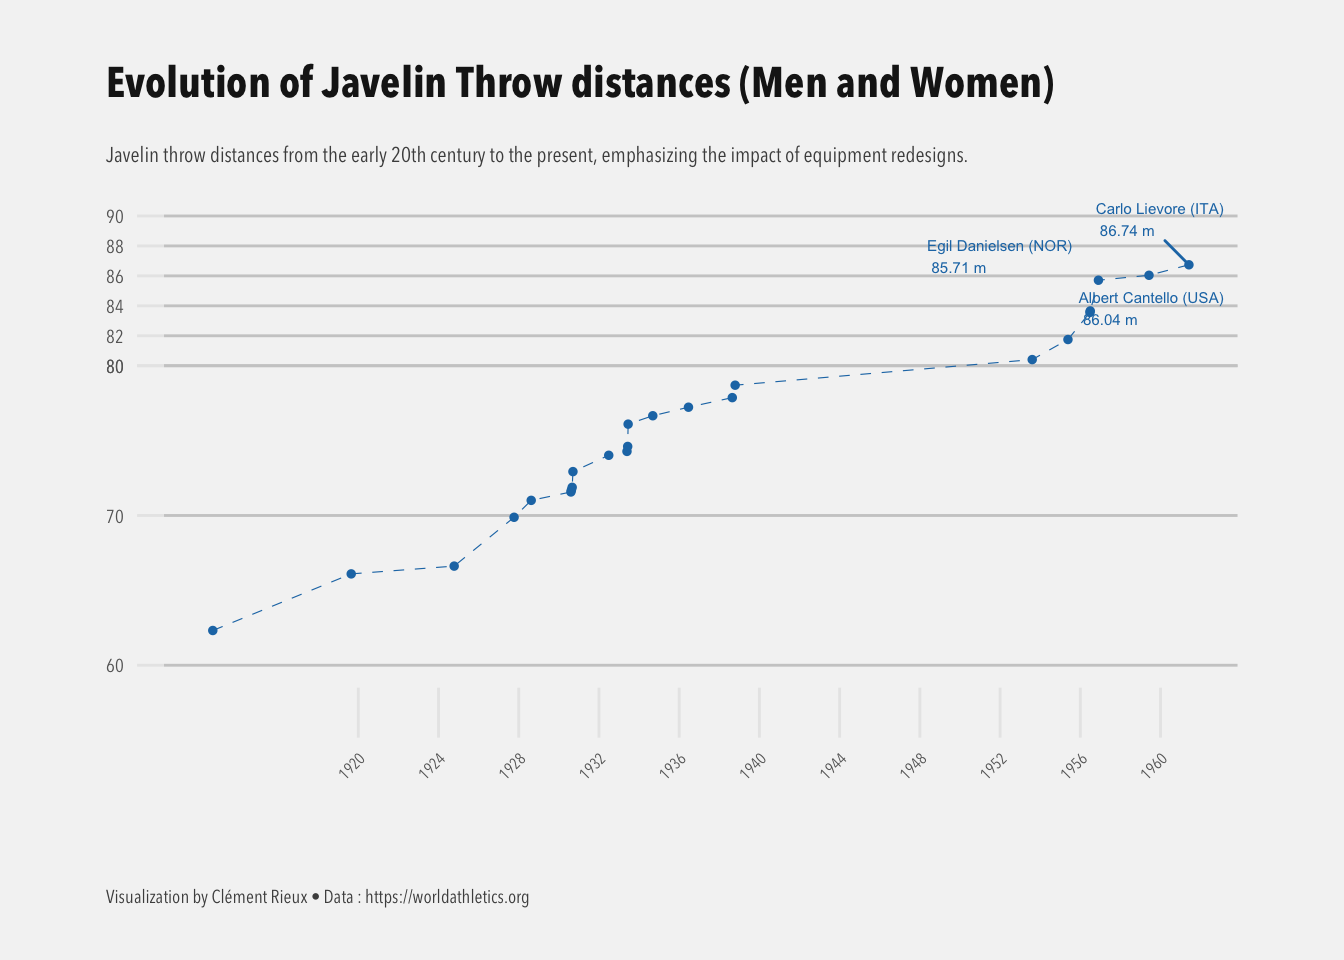 Evolution of Javelin Throw distances (Men and Women)
Javelin throw distances from the early 20th century to the present, emphasizing the impact of equipment redesigns.
90
88
86
84
82
80
70
60
Carlo Lievore (ITA)
86.74 m
Egil Danielsen (NOR)
85.71 m
Albert Cantello (USA)
86.04 m
1920
1924
1928
1932
1936
1940
1944
1948
1952
1956
1960
Visualization by Clément Rieux • Data : https://worldathletics.org